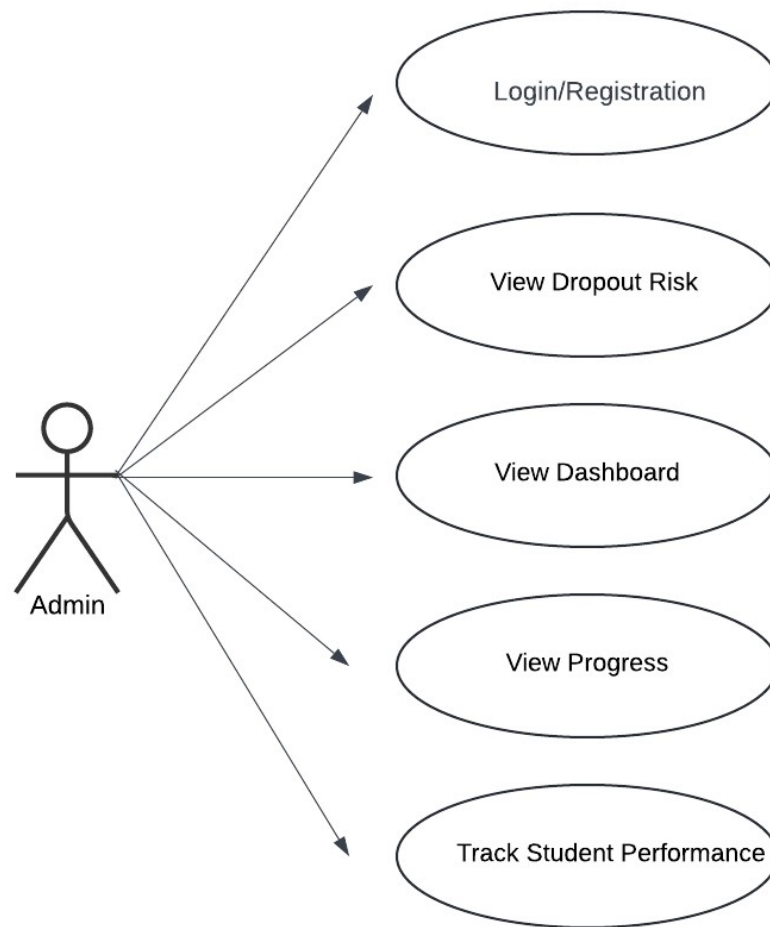 Login/Registration
View Dropout Risk
View Dashboard
Admin
View Progress
Track Student Performance